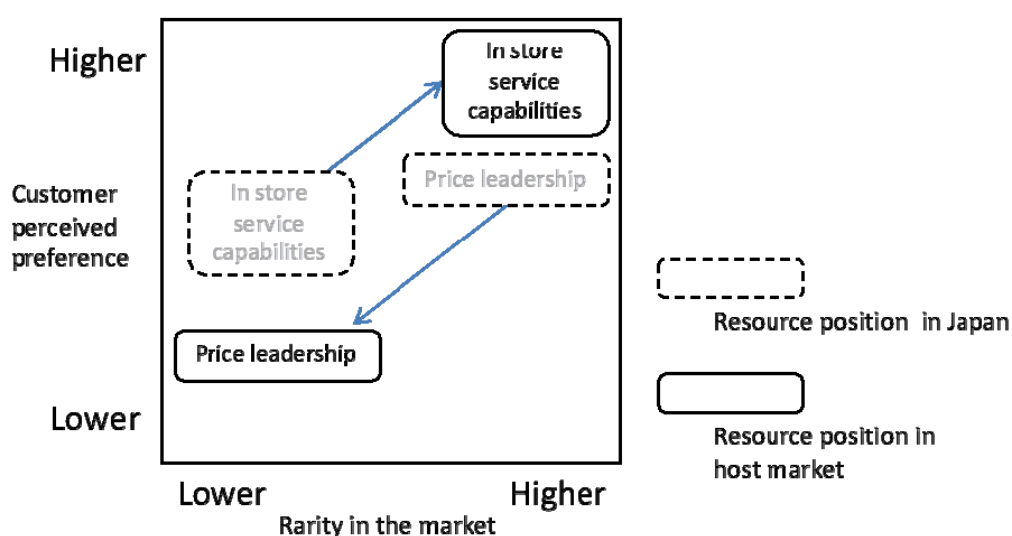 Higher
In store
service
capabilities
Price leadership
In store
service
capabilities
Customer
perceived
preference
Price leadership
Lower
Resource position in Japan
Resource position in
host market
Lower
Higher
Rarity in the market